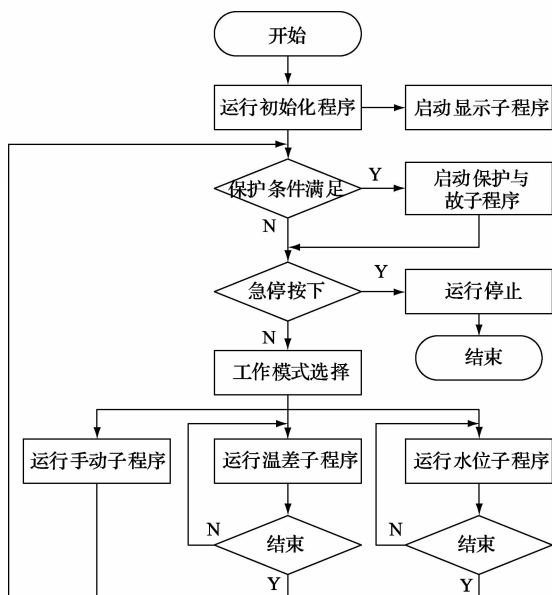 开始
运行初始化程序
启动显示子程序
保护条件满足
Y
启动保护与
故子程序
N
急停按下
Y
运行停止
N
结束
工作模式选择
运行手动子程序
运行温差子程序
运行水位子程序
N
结束
N
结束
Y
Y